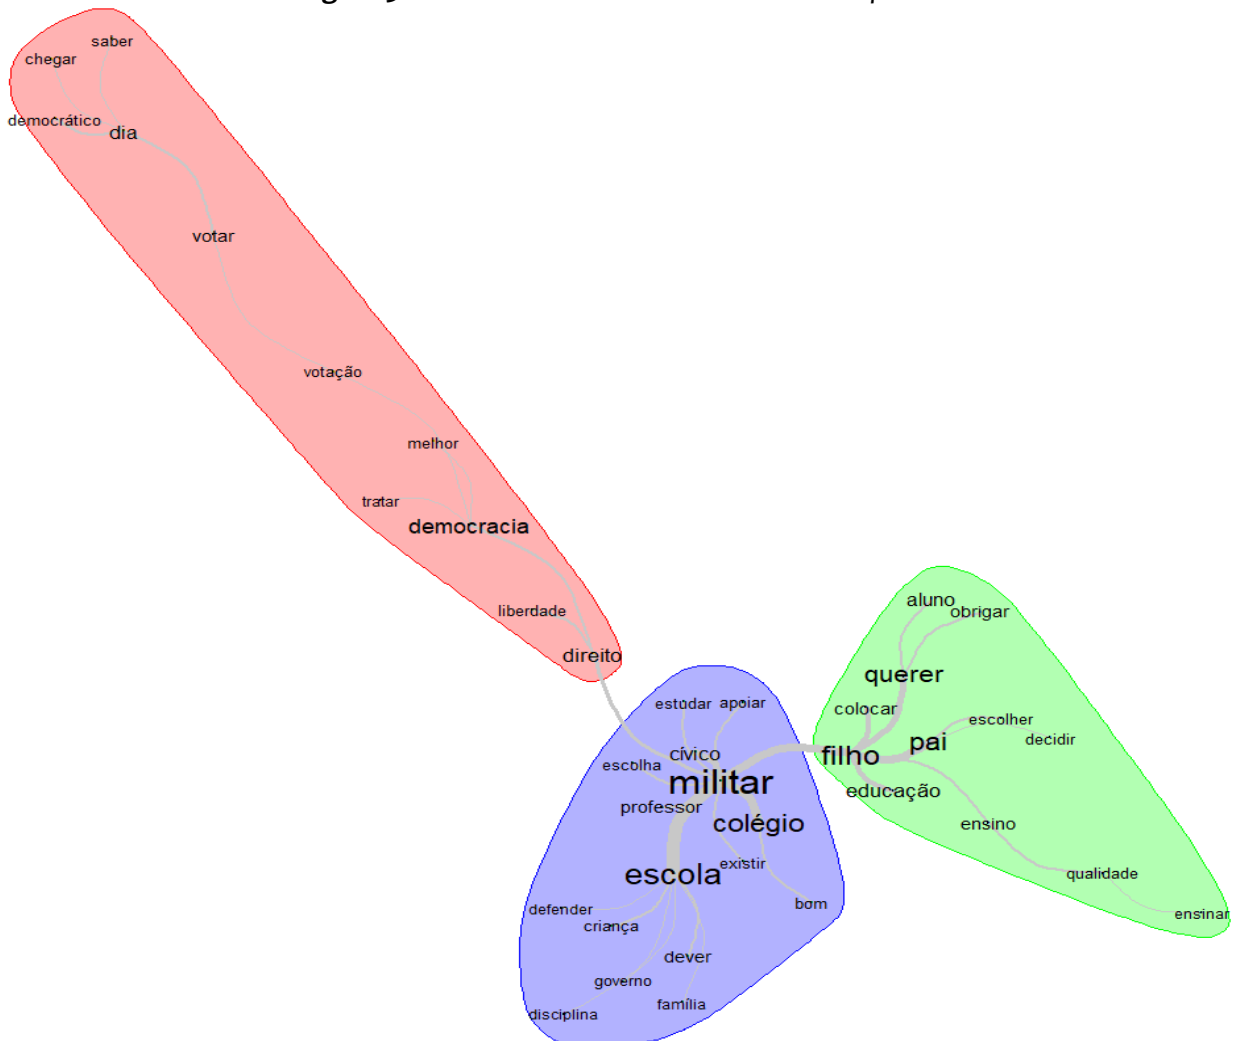 saber
chegar
democrático
dia
votar
votação
melhor
tratar
democracia
liberdade
direito
aluno
obrigar
querer
estudar
apoiar
colocar
escolher
pai
decidir
cívico
filho
escolha
militar
educação
professor
colégio
ensino
existir
escola
qualidade
bom
defender
ensinar
criança
dever
governo
família
disciplina